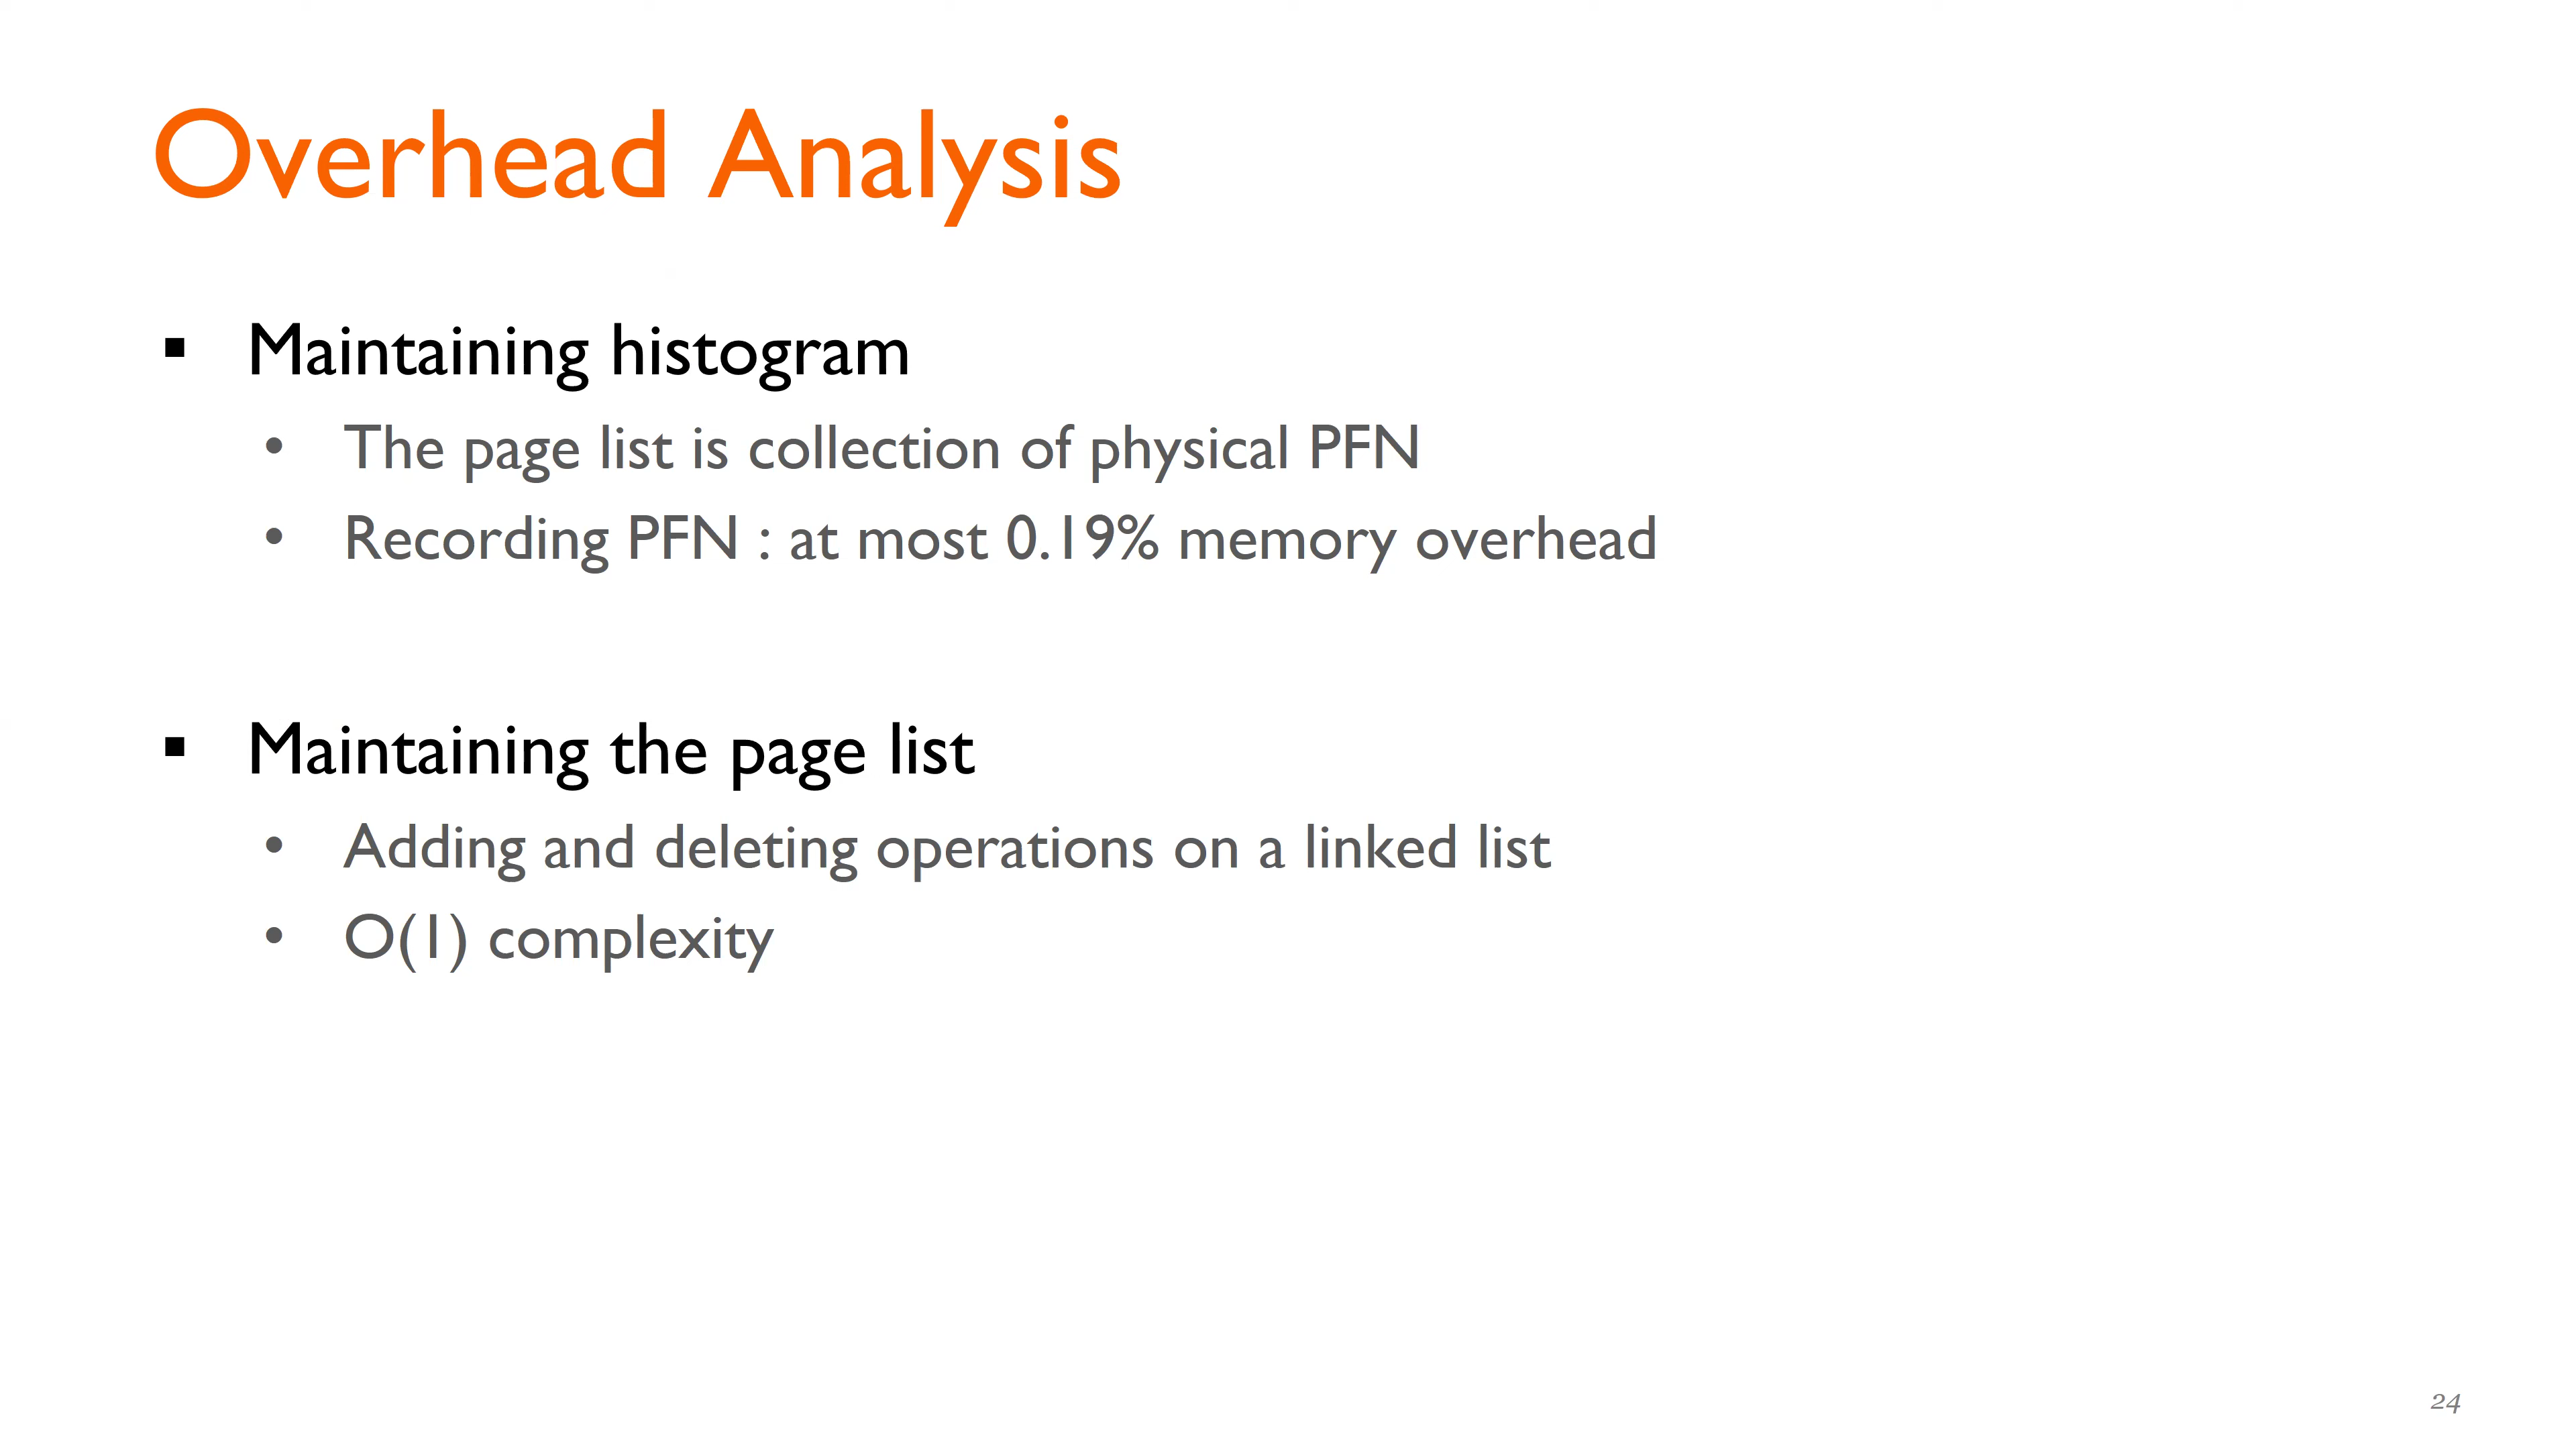 Overhead Analysis
▪ Maintaining histogram
• The page list is collection of physical PFN
• Recording PFN : at most 0.19% memory overhead
▪ Maintaining the page list
• Adding and deleting operations on a linked list
• O(1) complexity
24